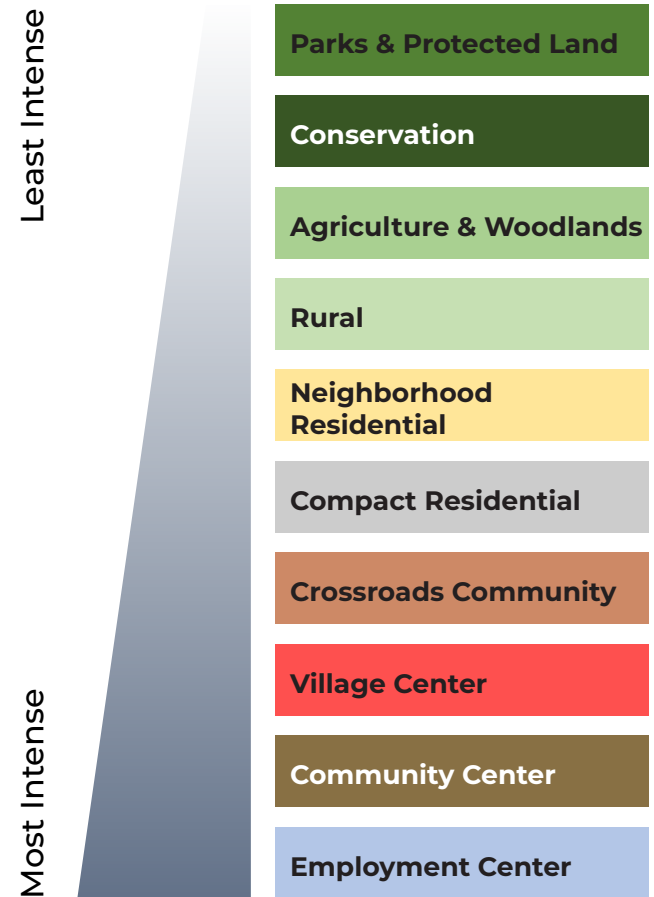 Least Intense
Parks & Protected Land
Conservation
Agriculture & Woodlands
Rural
Neighborhood
Residential
Compact Residential
Crossroads Community
Village Center
Most Intense
Community Center
Employment Center